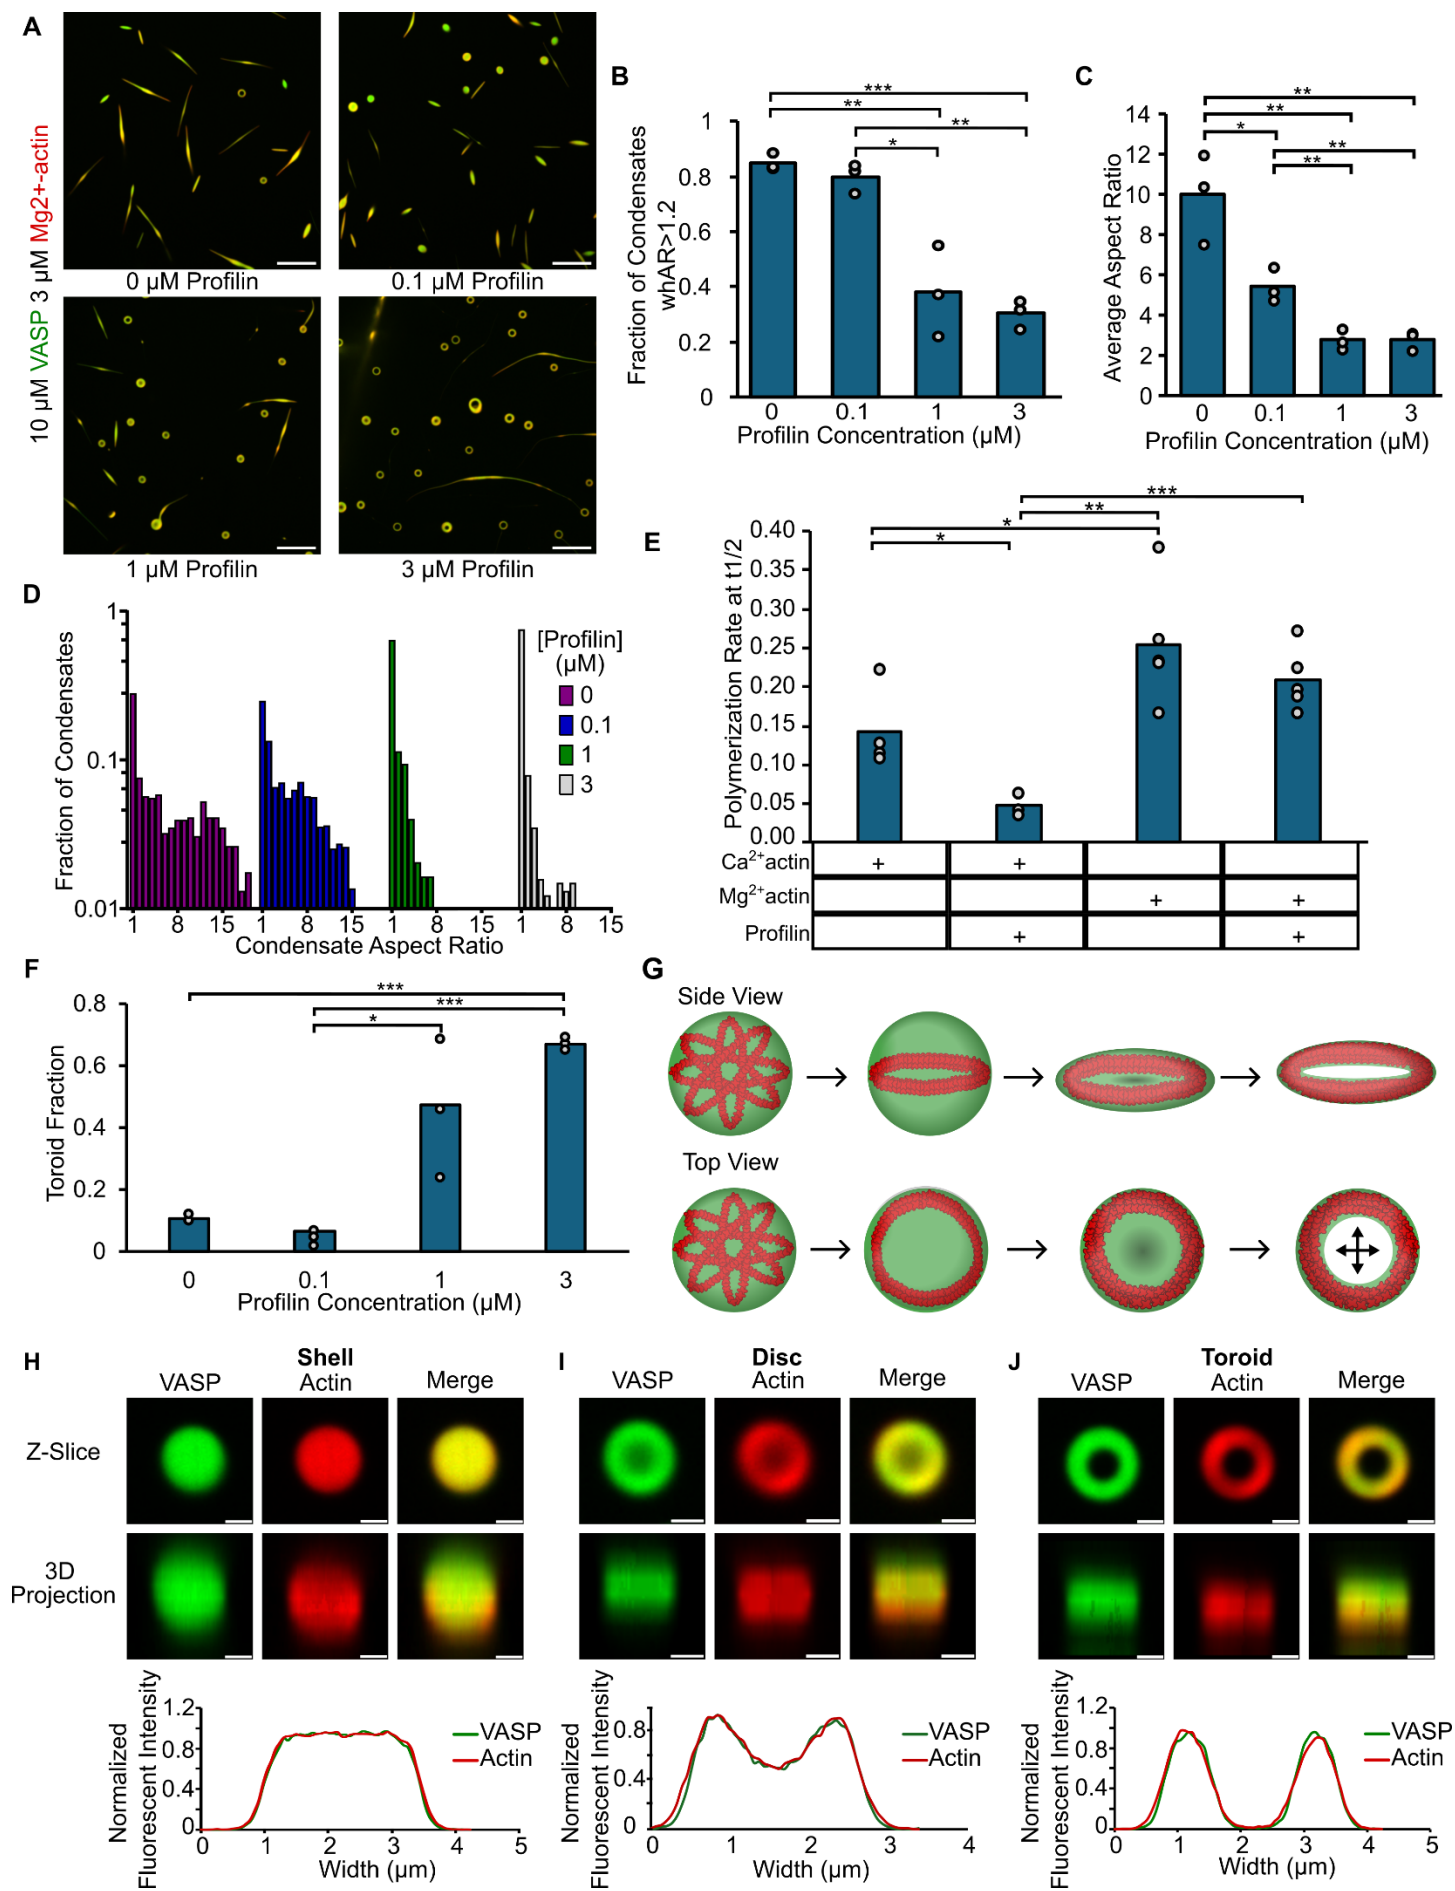 A
10 µM VASP 3 µM Mg2+-actin
0 µM Profilin
0.1 µM Profilin
1 µM Profilin
3 µM Profilin
B
Fraction of Condensates
whAR>1.2
1
0.8
0.6
0.4
0.2
0
***
**
**
*
0 0.1 1 3
Profilin Concentration (µM)
C
Average Aspect Ratio
14
12
10
8
6
4
2
0
**
**
*
**
**
0 0.1 1 3
Profilin Concentration (µM)
D
Fraction of Condensates
1
0.1
0.01
[Profilin]
(µM)
0
0.1
1
3
1 8 15 1 8 15 1 8 15 1 8 15
Condensate Aspect Ratio
E
Polymerization Rate at t1/2
0.40
0.35
0.30
0.25
0.20
0.15
0.10
0.05
0.00
***
**
*
*
Ca2+actin + +
Mg2+actin + +
Profilin + +
F
Toroid Fraction
0.8
0.6
0.4
0.2
0
***
***
*
0 0.1 1 3
Profilin Concentration (µM)
G
Side View
Top View
H
Shell
VASP Actin Merge
Z-Slice
3D
Projection
Normalized
Fluorescent Intensity
1.2
0.8
0.4
0
VASP
Actin
0 1 2 3 4 5
Width (µm)
I
Disc
VASP Actin Merge
Normalized
Fluorescent Intensity
0.8
0.4
0
VASP
Actin
0 1 2 3 4
Width (µm)
J
Toroid
VASP Actin Merge
Normalized
Fluorescent Intensity
1.2
0.8
0.4
0
VASP
Actin
0 1 2 3 4 5
Width (µm)